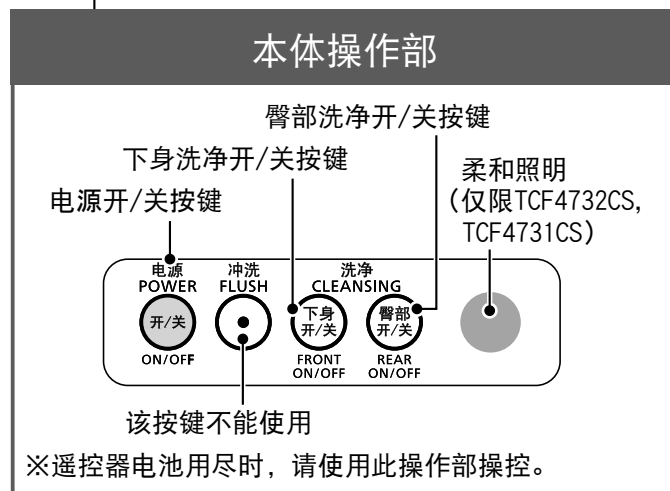 本体操作部
臀部洗净开/关按键
下身洗净开/关按键
柔和照明
电源开/关按键
（仅限TCF4732CS,
TCF4731CS）
电源
POWER
冲洗
FLUSH
洗净
CLEANSING
开/关
下身
开/关
臀部
开/关
ON/OFF
FRONT
ON/OFF
REAR
ON/OFF
该按键不能使用
※遥控器电池用尽时，请使用此操作部操控。